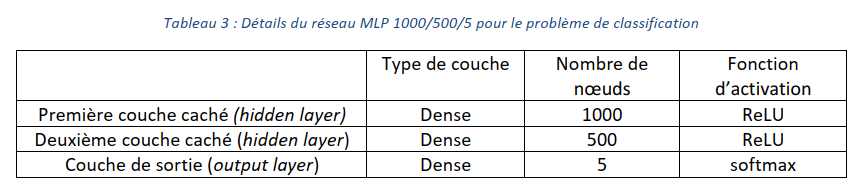 Tableau 3 : Détails du réseau MLP 1000/500/5 pour le problème de classification
Type de couche Nombre de nœuds Fonction d’activation
Première couche caché (hidden layer) Dense 1000 ReLU
Deuxième couche caché (hidden layer) Dense 500 ReLU
Couche de sortie (output layer) Dense 5 softmax